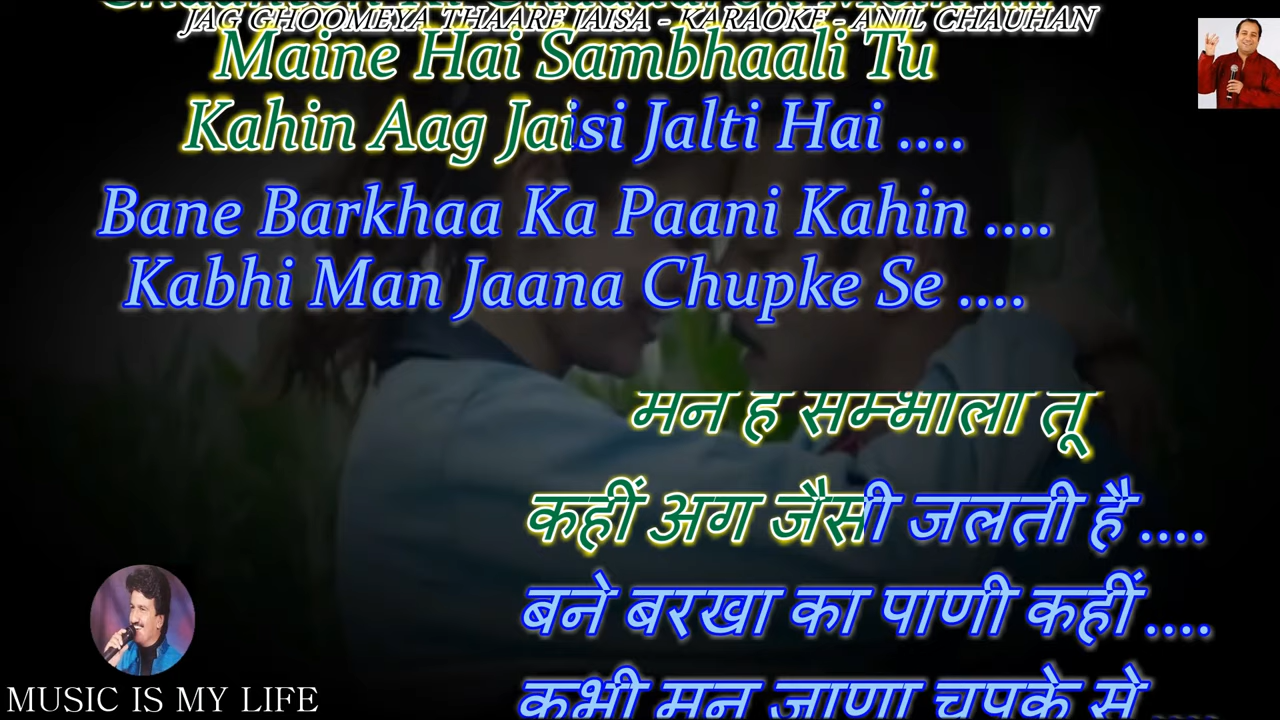 JAG GHOOMEYA THAARE JAISA - KARAOKE - ANIL CHAUHAN
Maine Hai Sambhaali Tu
Kahin Aag Jaisi Jalti Hai ....
Bane Barkhaa Ka Paani Kahin ....
Kabhi Man Jaana Chupke Se ....
सम्भाला तू
कहीं अग जैसी जलती है ....
बने बरखा का पाणी कहीं ....
कभी मन जाणा चुपके से ....
MUSIC IS MY LIFE